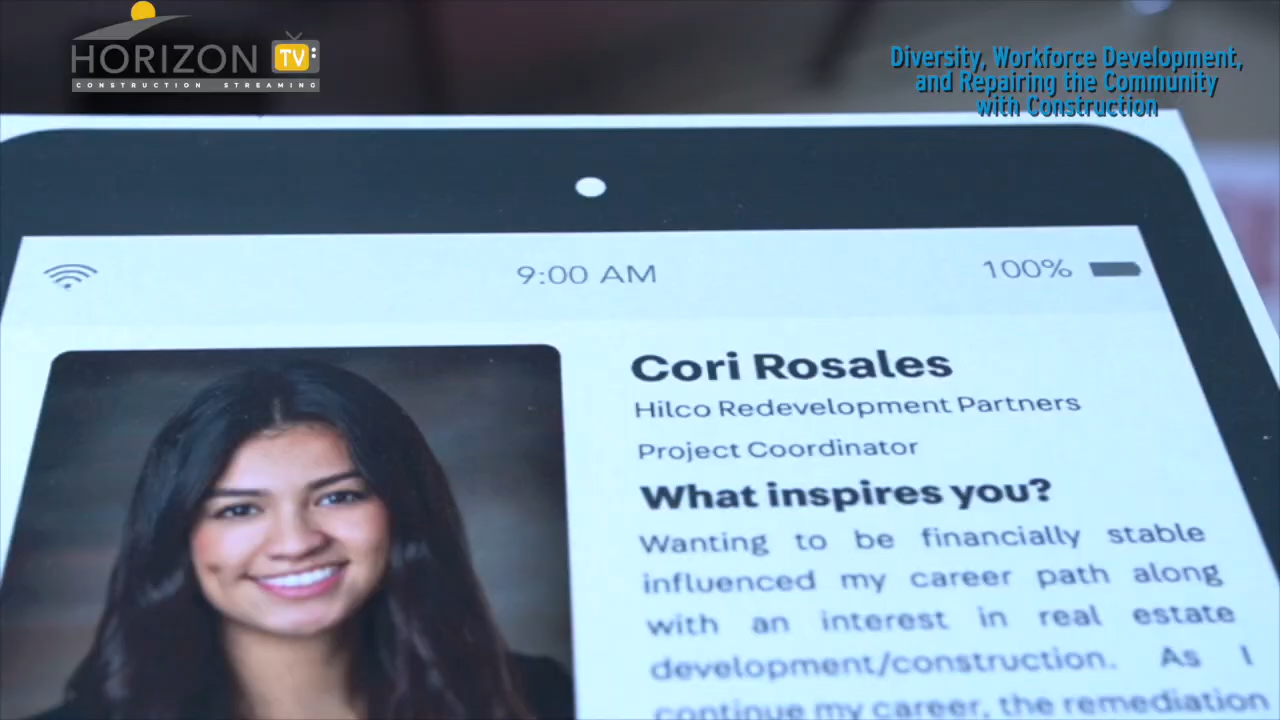 HORIZON TV:
CONSTRUCTION STREAMING
Diversity, Workforce Development,
and Repairing the Community
with Construction
9:00 AM
100%
Cori Rosales
Hilco Redevelopment Partners
Project Coordinator
What inspires you?
Wanting to be financially stable
influenced my career path along
with an interest in real estate
development/construction. As I
continue my career, the remediation